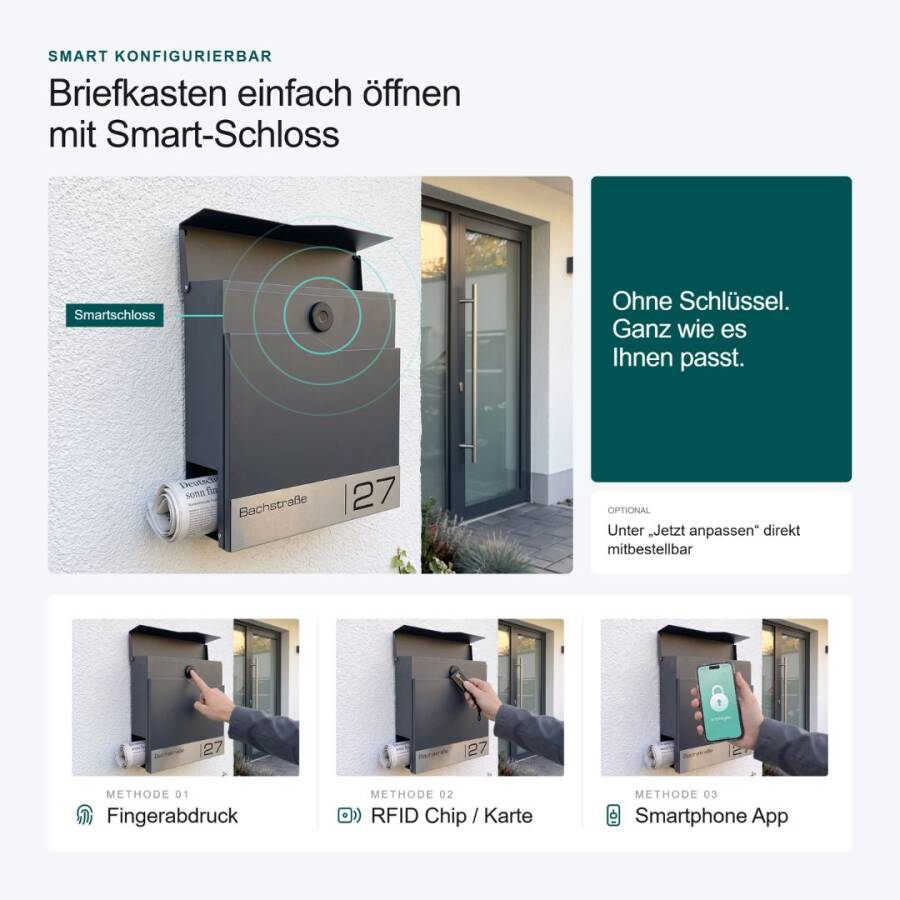 SMART KONFIGURIERBAR
Briefkasten einfach öffnen
mit Smart-Schloss
Smartschloss
Bachstraße
27
Ohne Schlüssel.
Ganz wie es
Ihnen passt.
OPTIONAL
Unter „Jetzt anpassen“ direkt
mitbestellbar
Bachstraße
27
Bachstraße
27
METHODE 01
Fingerabdruck
METHODE 02
RFID Chip / Karte
METHODE 03
Smartphone App